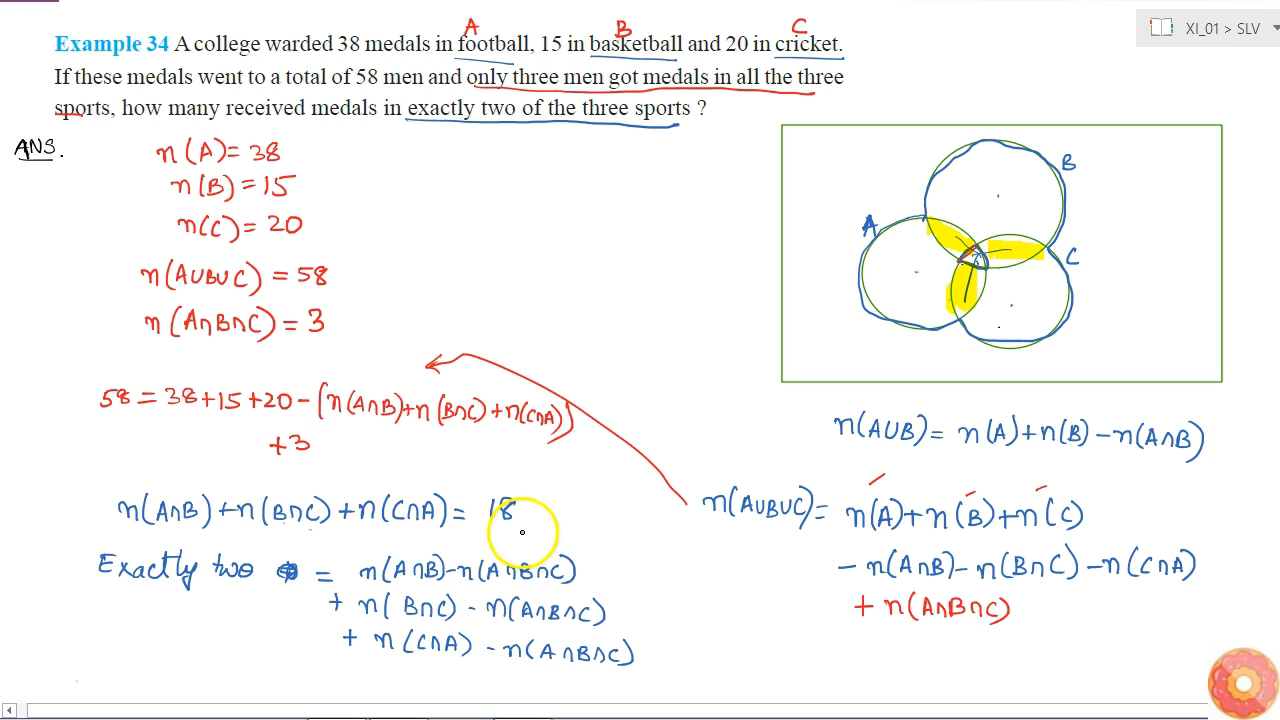 XI_01 > SLV
A B C
Example 34 A college warded 38 medals in football, 15 in basketball and 20 in cricket.
If these medals went to a total of 58 men and only three men got medals in all the three
sports, how many received medals in exactly two of the three sports ?
ANS.
n(A)= 38
n(B)=15
n(C)= 20
n(A∪B∪C) = 58
n(A∩B∩C) = 3
58 = 38+15+20-(n(A∩B)+n(B∩C)+n(C∩A))
+3
n(A∩B)+n(B∩C)+n(C∩A)= 18
Exactly two = n(A∩B)-n(A∩B∩C)
+ n(B∩C) - n(A∩B∩C)
+ n(C∩A) - n(A∩B∩C)
B
A
C
3
n(A∪B)= n(A)+n(B)-n(A∩B)
n(A∪B∪C)= n(A)+n(B)+n(C)
- n(A∩B)- n(B∩C) -n(C∩A)
+ n(A∩B∩C)